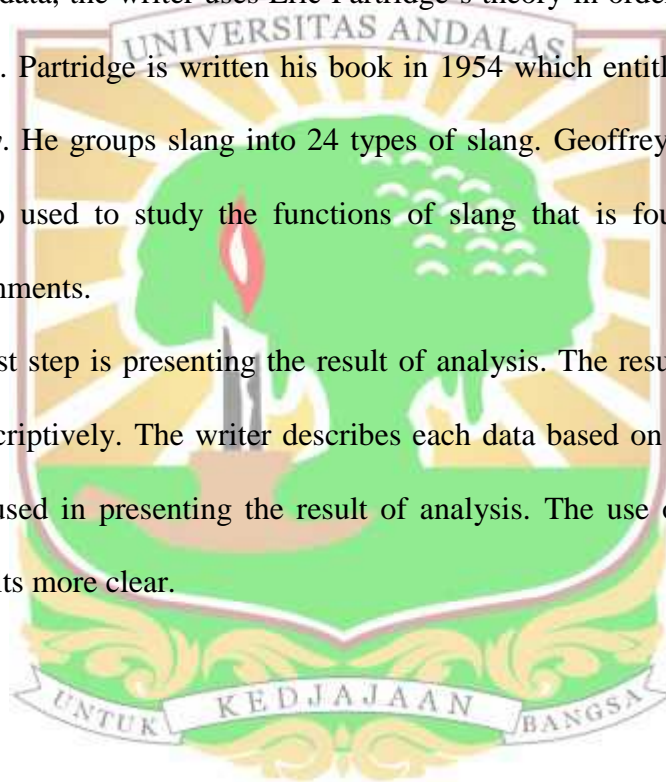 data, the writer uses Eric Partridge's theory in order
UNIVERSITAS ANDALAS
. Partridge is written his book in 1954 which entitl
. He groups slang into 24 types of slang. Geoffrey
o used to study the functions of slang that is fou
nments.
st step is presenting the result of analysis. The resu
criptively. The writer describes each data based on
used in presenting the result of analysis. The use
lts more clear.
UNTUK KEDJAJAAN BANGSA